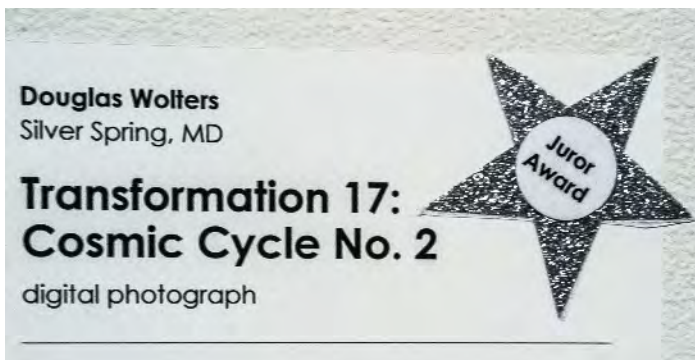 Douglas Wolters
Silver Spring, MD
Transformation 17:
Cosmic Cycle No. 2
digital photograph
Juror
Award